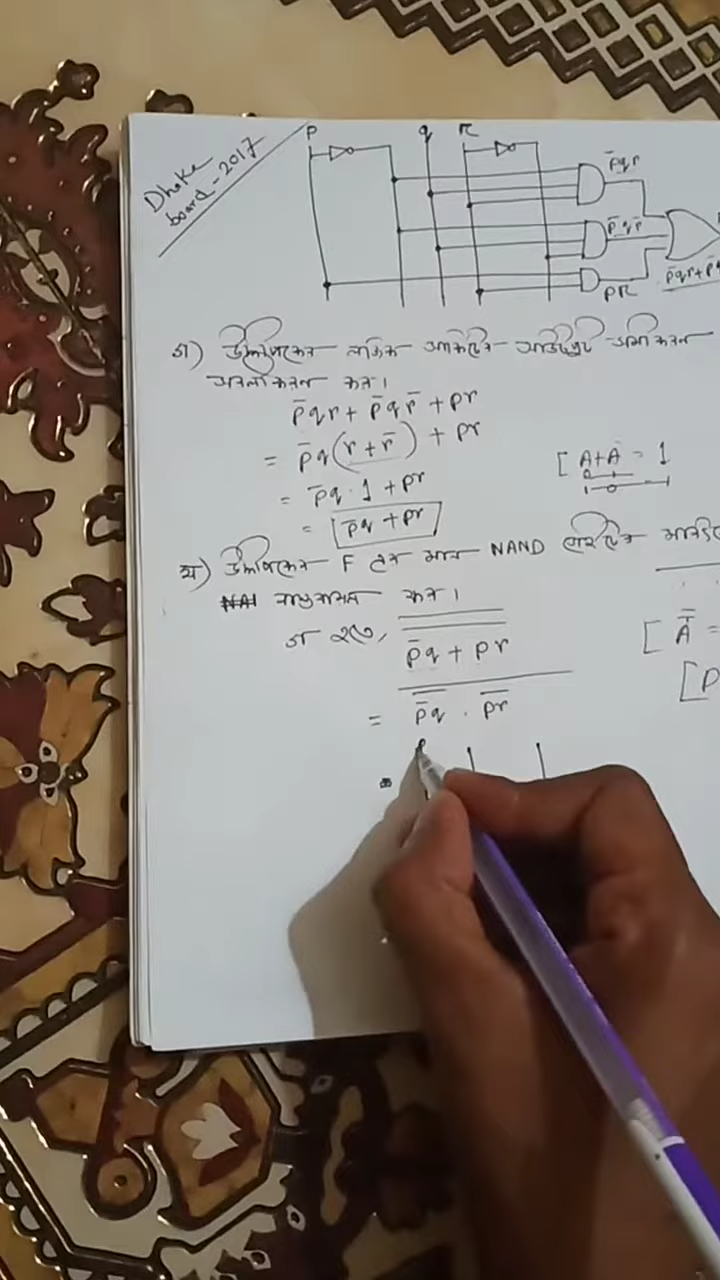 Dhaka
board-2017
P q R
p̅qr
p̅qr̅
PR
p̅qr+p̅q
গ) উদ্দীপকের লজিক সার্কিটের আউটপুট সমীকরণ
সরলীকরণ কর।
p̅qr + p̅qr̅ + pr
= p̅q(r+r̅) + pr
= p̅q.1 + pr
[A+A̅ = 1
= p̅q + pr
ঘ) উদ্দীপকের F এর মান NAND গেইটের
বাস্তবায়ন কর।
গ হতে,
p̅q + pr
= p̅q . pr
[ A̿ =
[P
P